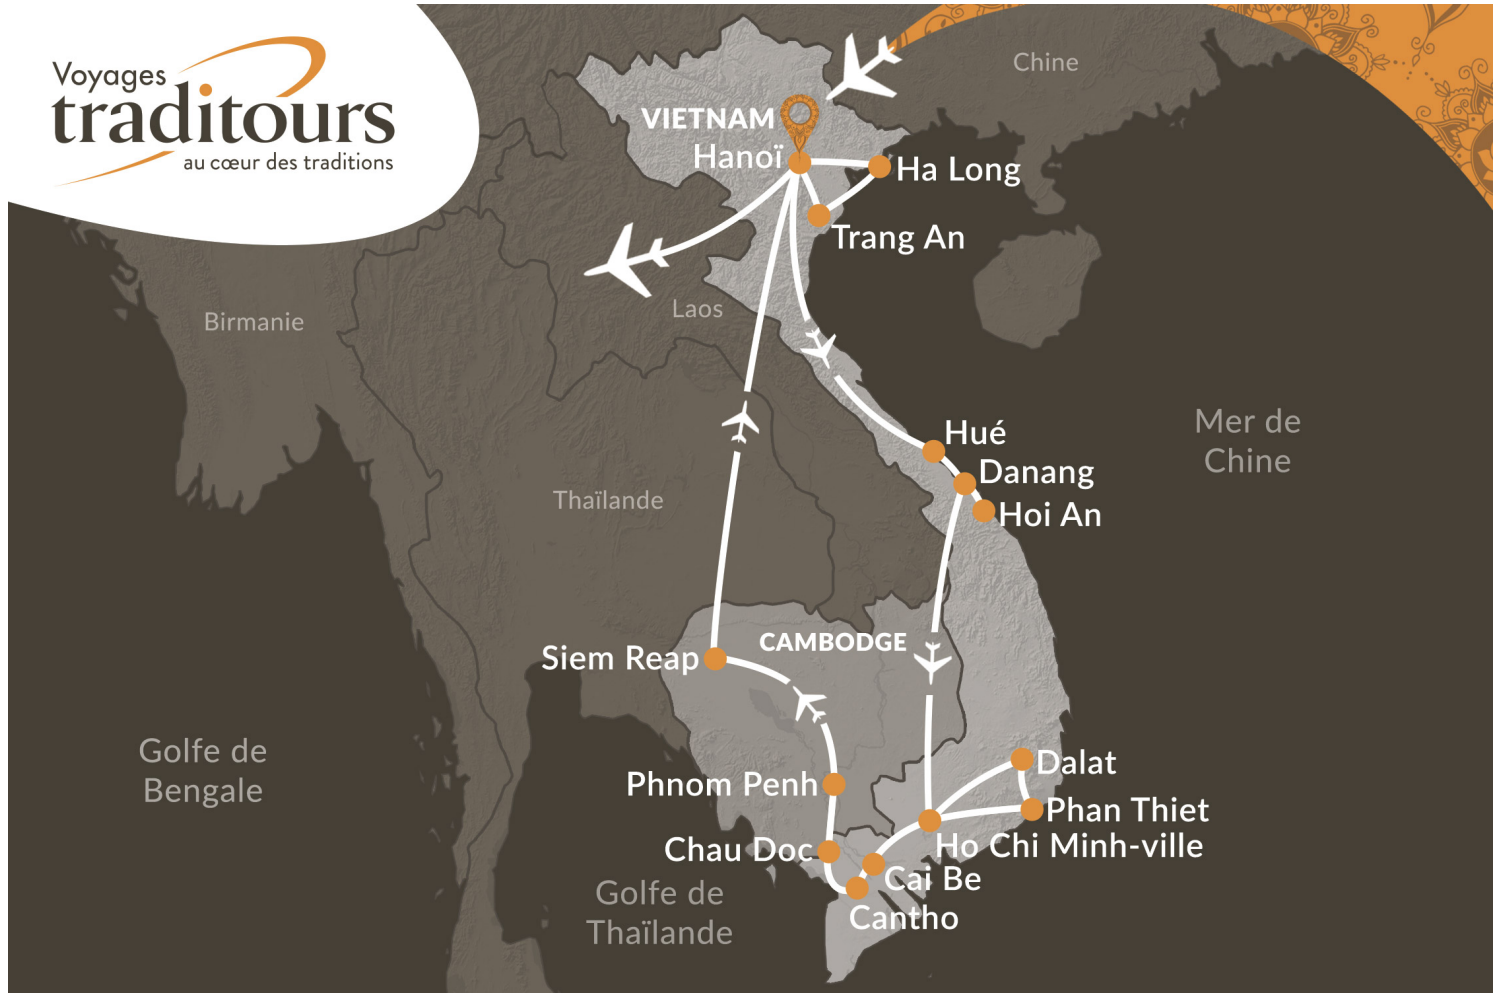 Voyages
traditours
au cœur des traditions
Chine
VIETNAM
Hanoï
Ha Long
Trang An
Birmanie
Laos
Mer de
Chine
Hué
Danang
Hoi An
Thaïlande
CAMBODGE
Siem Reap
Golfe de
Bengale
Phnom Penh
Dalat
Phan Thiet
Ho Chi Minh-ville
Chau Doc
Cai Be
Cantho
Golfe de
Thaïlande